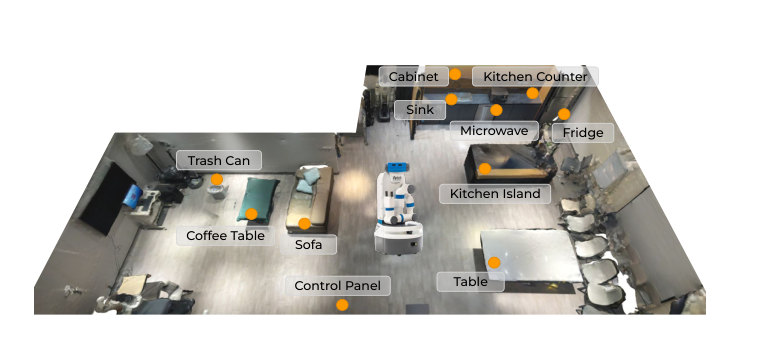 Cabinet
Kitchen Counter
Sink
Microwave
Fridge
Trash Can
Kitchen Island
Coffee Table
Sofa
Table
Control Panel